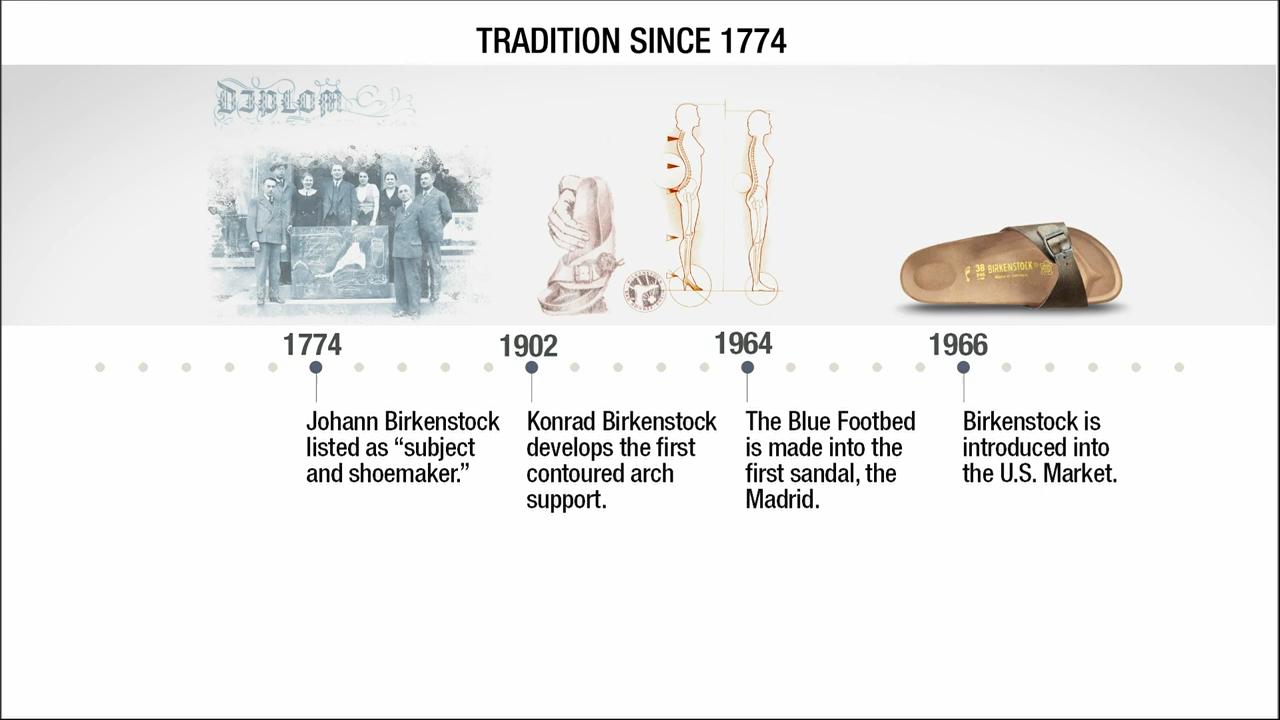 TRADITION SINCE 1774
Diplom
38
BIRKENSTOCK
1774
Johann Birkenstock
listed as “subject
and shoemaker.”
1902
Konrad Birkenstock
develops the first
contoured arch
support.
1964
The Blue Footbed
is made into the
first sandal, the
Madrid.
1966
Birkenstock is
introduced into
the U.S. Market.